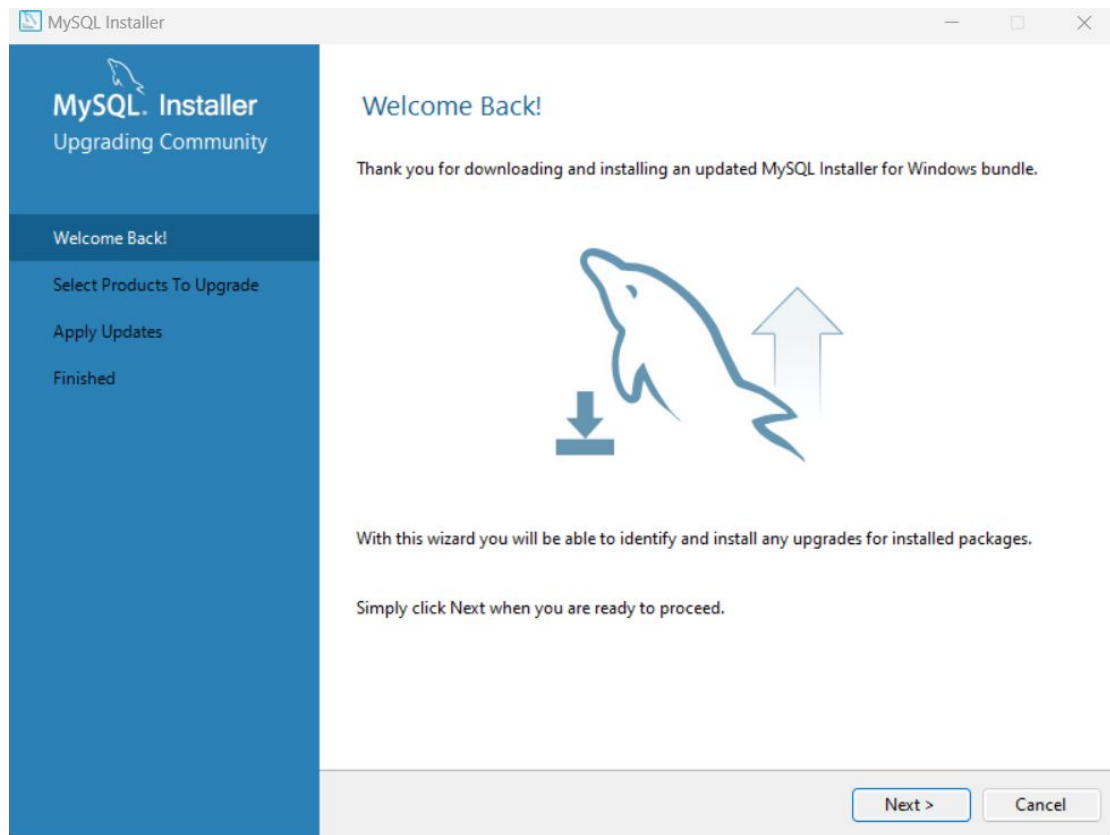 MySQL Installer
MySQL. Installer
Upgrading Community
Welcome Back!
Select Products To Upgrade
Apply Updates
Finished
Welcome Back!
Thank you for downloading and installing an updated MySQL Installer for Windows bundle.
With this wizard you will be able to identify and install any upgrades for installed packages.
Simply click Next when you are ready to proceed.
Next >
Cancel